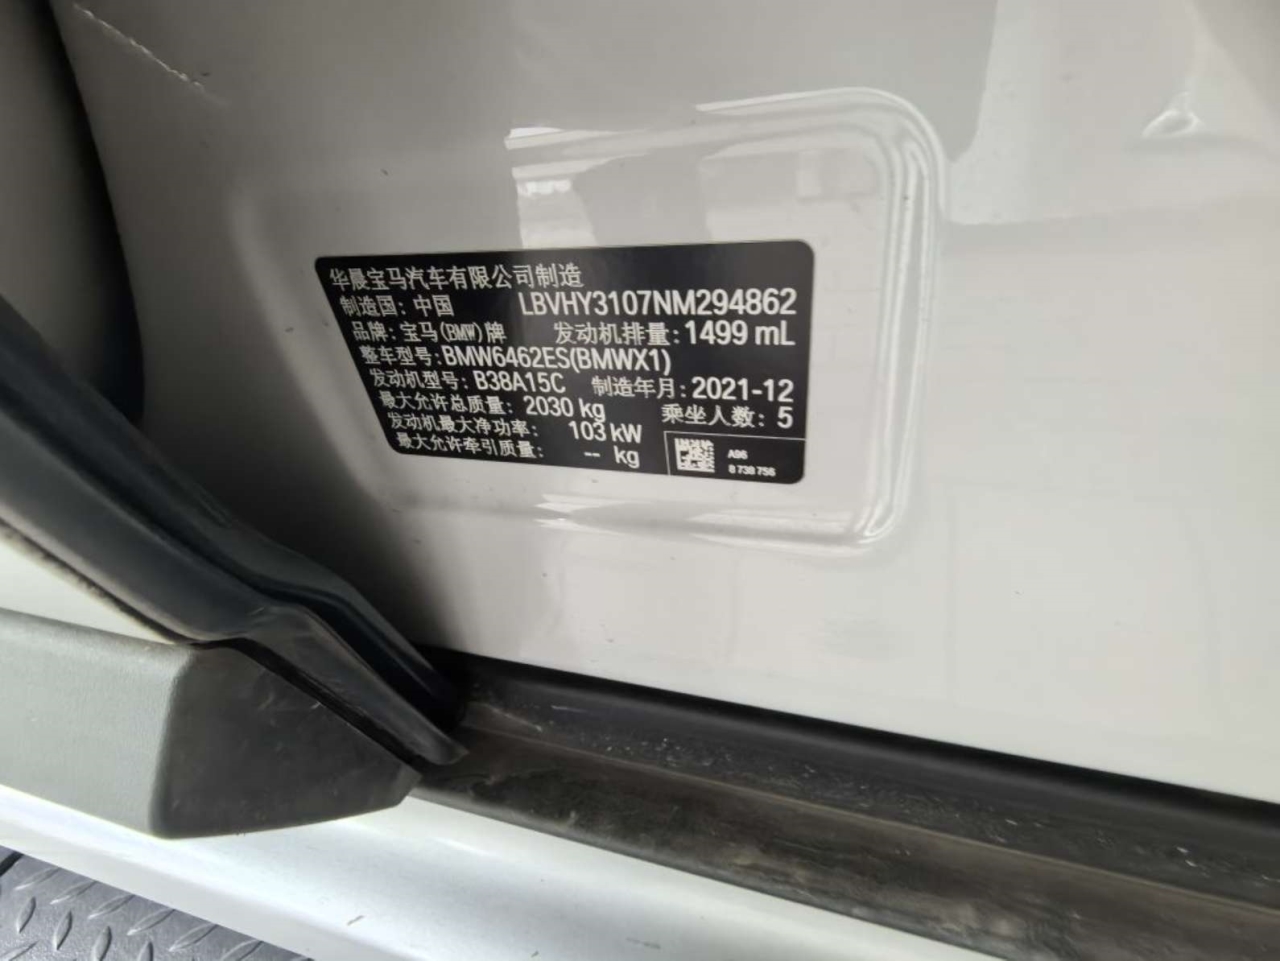 华晨宝马汽车有限公司制造
制造国：中国 LBVHY3107NM294862
品牌：宝马(BMW)牌 发动机排量：1499 mL
整车型号：BMW6462ES(BMWX1)
发动机型号：B38A15C 制造年月：2021-12
最大允许总质量：2030 kg 乘坐人数：5
发动机最大净功率：103 kW
最大允许牵引质量：-- kg
A96
8 738 756